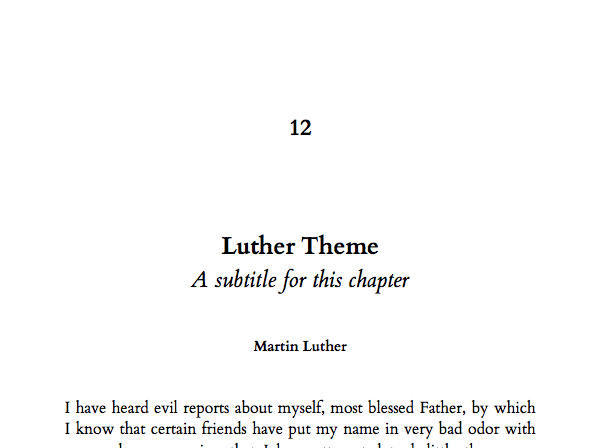 12
Luther Theme
A subtitle for this chapter
Martin Luther
I have heard evil reports about myself, most blessed Father, by which
I know that certain friends have put my name in very bad odor with